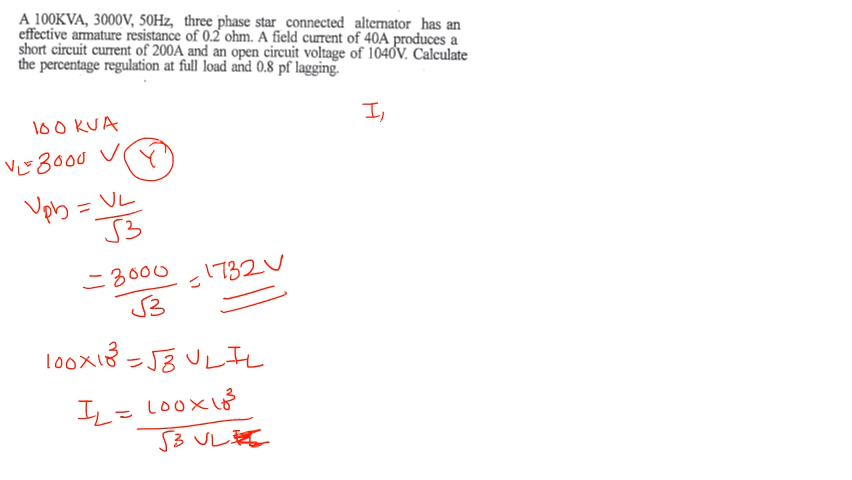 A 100KVA, 3000V, 50Hz, three phase star connected alternator has an
effective armature resistance of 0.2 ohm. A field current of 40A produces a
short circuit current of 200A and an open circuit voltage of 1040V. Calculate
the percentage regulation at full load and 0.8 pf lagging.
I,
100 KVA
VL=3000 V Y
Vph = VL/√3
= 3000/√3 = 1732 V
100×10³ = √3 VL IL
IL = 100×10³/√3 VL